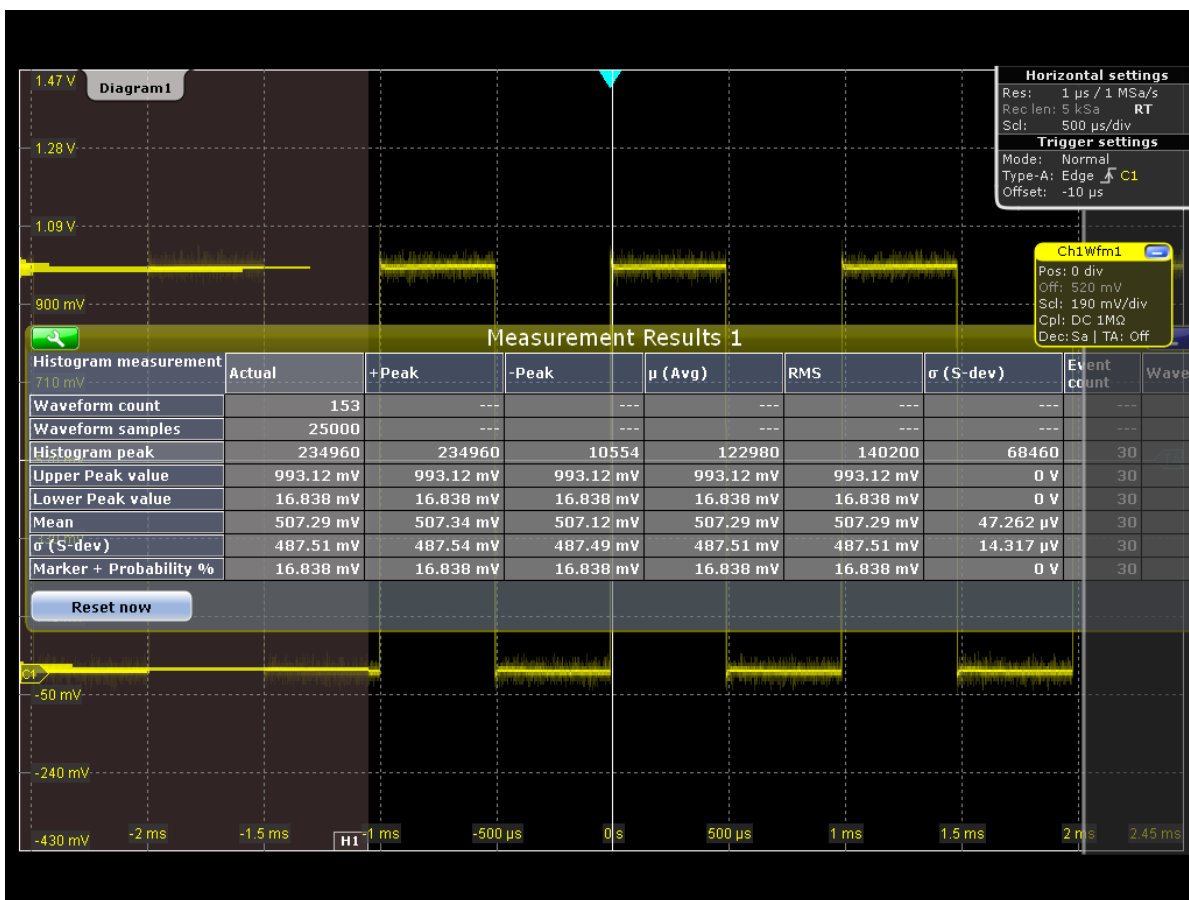 1.47 V
Diagram1
Horizontal settings
Res: 1 µs / 1 MSa/s
Rec len: 5 kSa RT
Scl: 500 µs/div
Trigger settings
Mode: Normal
Type-A: Edge C1
Offset: -10 µs
1.28 V
1.09 V
Ch1Wfm1
Pos: 0 div
Off: 520 mV
Scl: 190 mV/div
Cpl: DC 1MΩ
Dec: Sa | TA: Off
900 mV
Measurement Results 1
Histogram measurement Actual +Peak -Peak µ (Avg) RMS σ (S-dev) Event count Wave
710 mV
Waveform count 153 --- --- --- --- --- ---
Waveform samples 25000 --- --- --- --- --- ---
Histogram peak 234960 234960 10554 122980 140200 68460 30
Upper Peak value 993.12 mV 993.12 mV 993.12 mV 993.12 mV 993.12 mV 0 V 30
Lower Peak value 16.838 mV 16.838 mV 16.838 mV 16.838 mV 16.838 mV 0 V 30
Mean 507.29 mV 507.34 mV 507.12 mV 507.29 mV 507.29 mV 47.262 µV 30
σ (S-dev) 487.51 mV 487.54 mV 487.49 mV 487.51 mV 487.51 mV 14.317 µV 30
Marker + Probability % 16.838 mV 16.838 mV 16.838 mV 16.838 mV 16.838 mV 0 V 30
Reset now
C1
-50 mV
-240 mV
-430 mV
-2 ms -1.5 ms H1 -1 ms -500 µs 0 s 500 µs 1 ms 1.5 ms 2 ms 2.45 ms